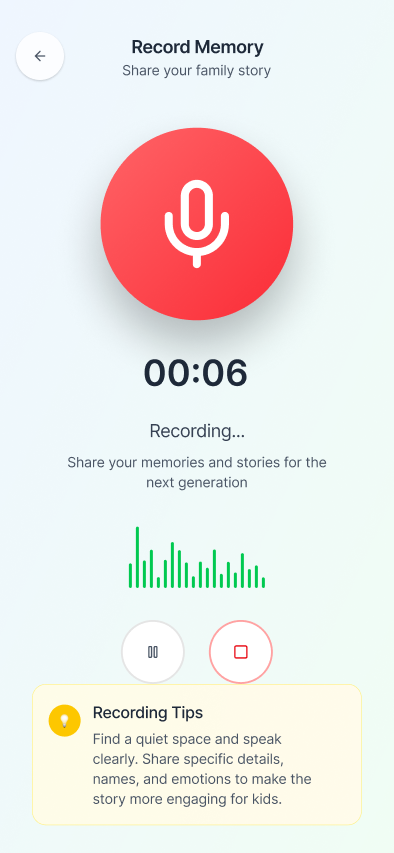 Record Memory
Share your family story
00:06
Recording...
Share your memories and stories for the
next generation
Recording Tips
Find a quiet space and speak
clearly. Share specific details,
names, and emotions to make the
story more engaging for kids.